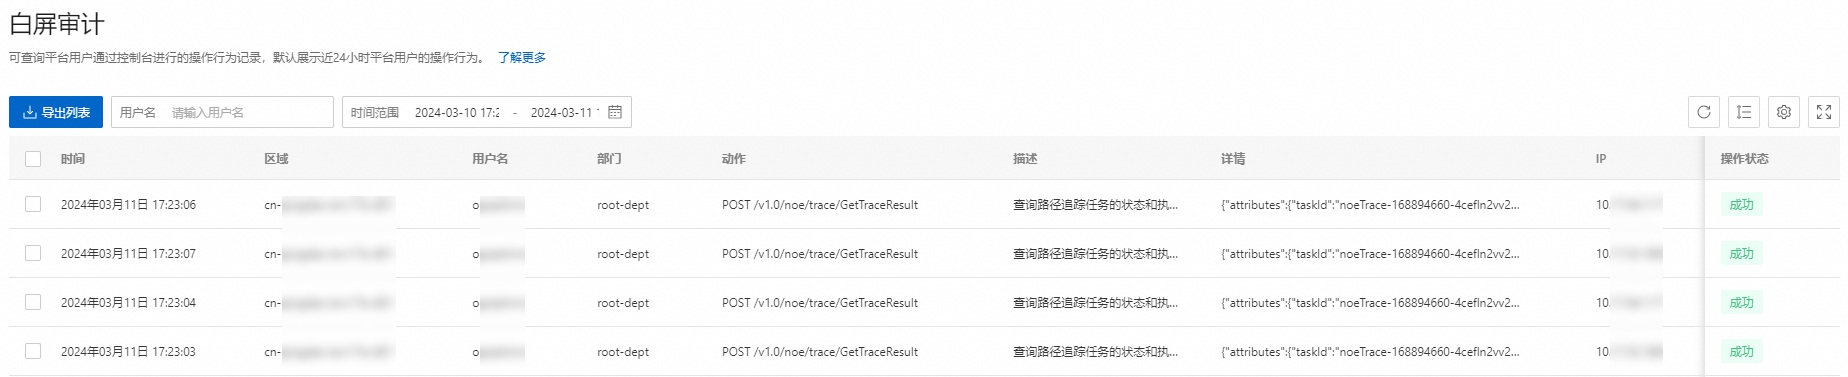 白屏审计
可查询平台用户通过控制台进行的操作行为记录，默认展示近24小时平台用户的操作行为。 了解更多
导出列表 用户名 请输入用户名 时间范围 2024-03-10 17:2 - 2024-03-11
时间 区域 用户名 部门 动作 描述 详情 IP 操作状态
2024年03月11日 17:23:06 cn- o root-dept POST /v1.0/noe/trace/GetTraceResult 查询路径追踪任务的状态和执... {"attributes":{"taskId":"noeTrace-168894660-4cefln2vv2... 10. 成功
2024年03月11日 17:23:07 cn- o root-dept POST /v1.0/noe/trace/GetTraceResult 查询路径追踪任务的状态和执... {"attributes":{"taskId":"noeTrace-168894660-4cefln2vv2... 10. 成功
2024年03月11日 17:23:04 cn- o root-dept POST /v1.0/noe/trace/GetTraceResult 查询路径追踪任务的状态和执... {"attributes":{"taskId":"noeTrace-168894660-4cefln2vv2... 10. 成功
2024年03月11日 17:23:03 cn- o root-dept POST /v1.0/noe/trace/GetTraceResult 查询路径追踪任务的状态和执... {"attributes":{"taskId":"noeTrace-168894660-4cefln2vv2... 10. 成功